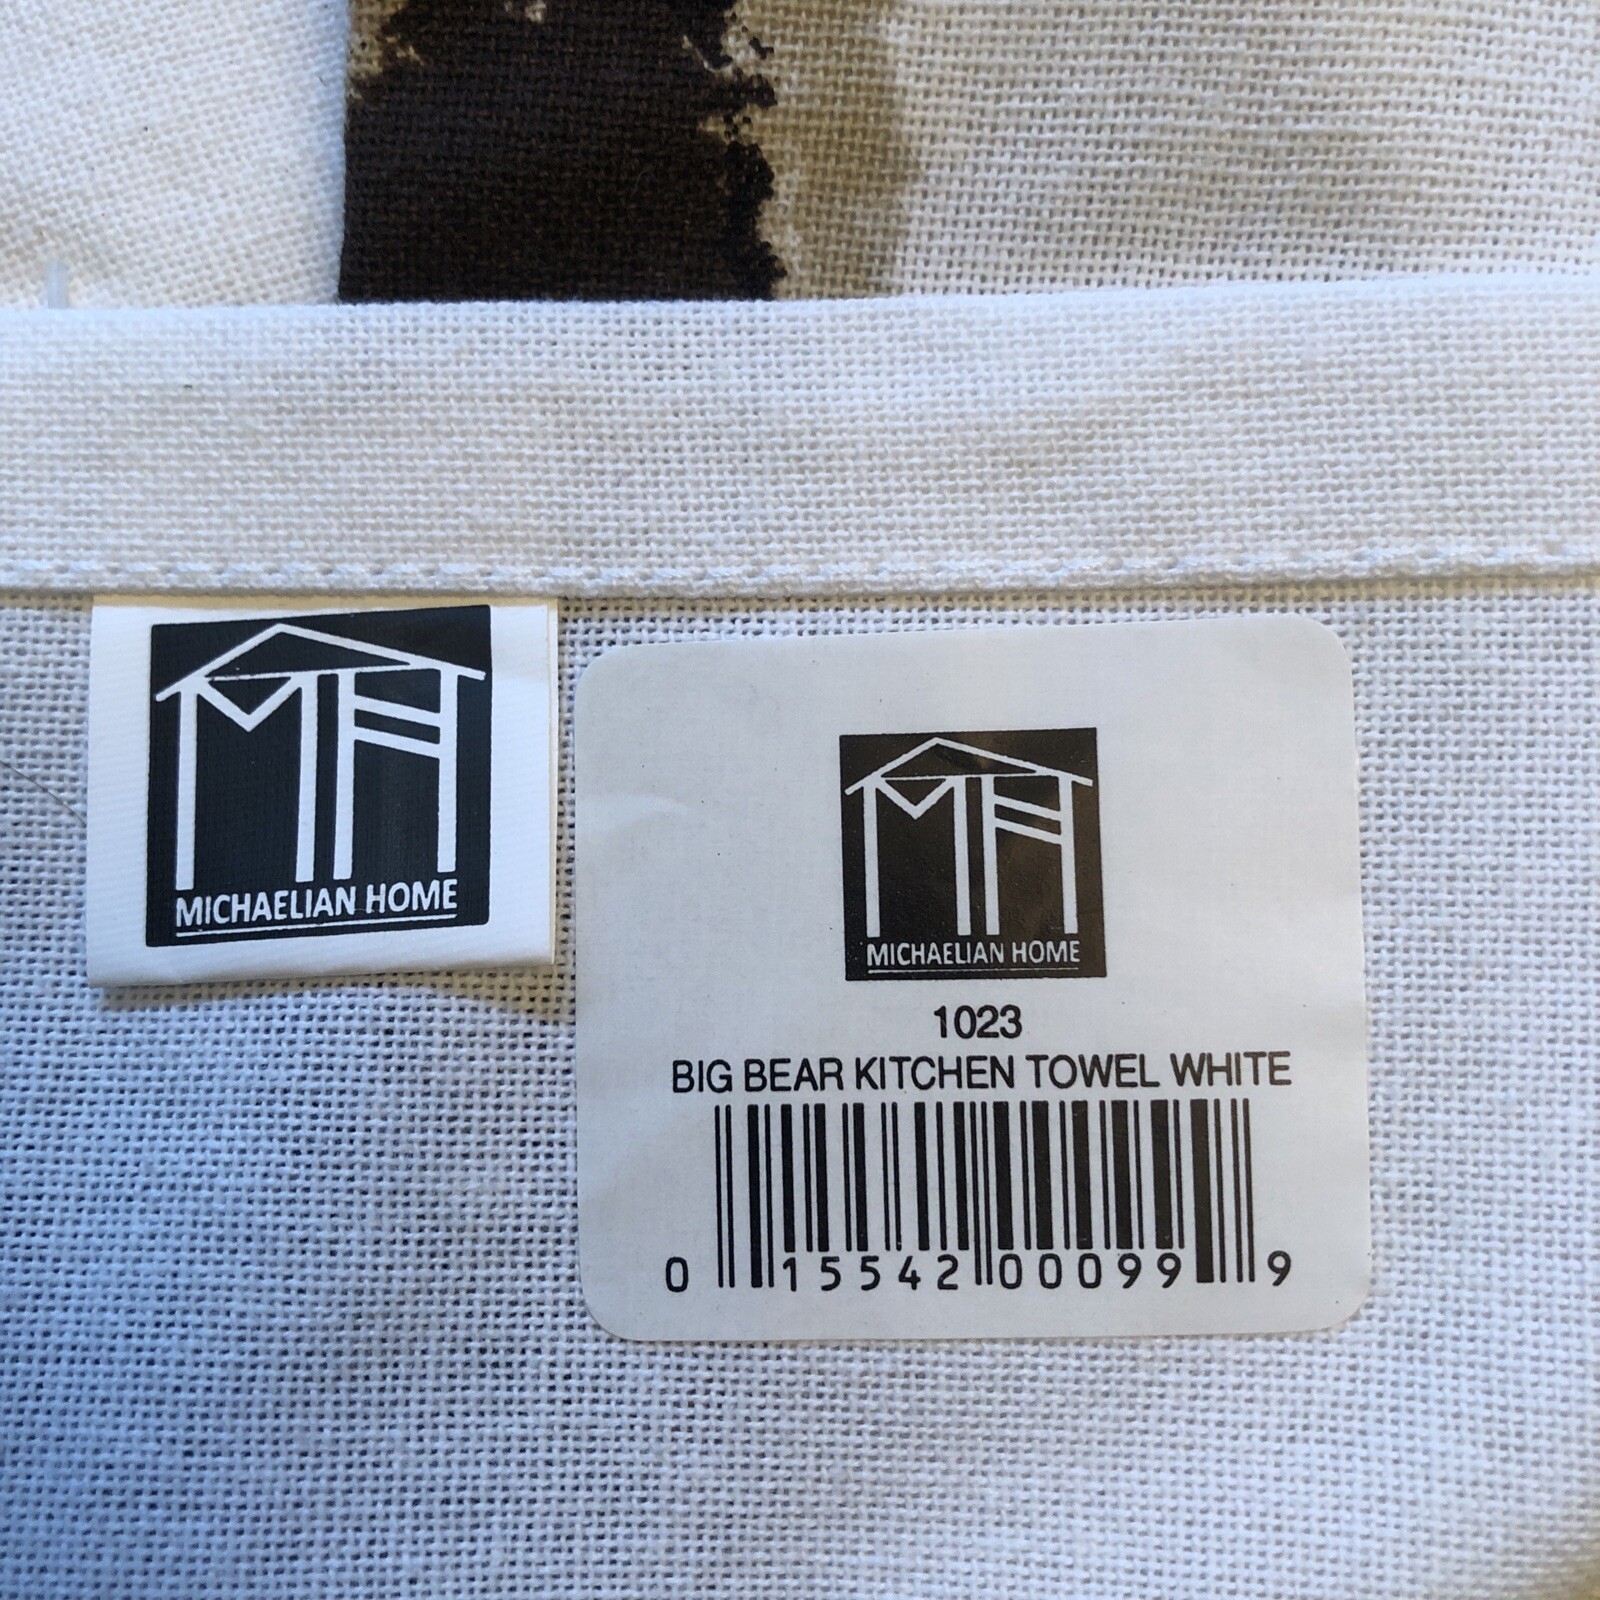 MH
MICHAELIAN HOME
MH
MICHAELIAN HOME
1023
BIG BEAR KITCHEN TOWEL WHITE
0 15542 00099 9